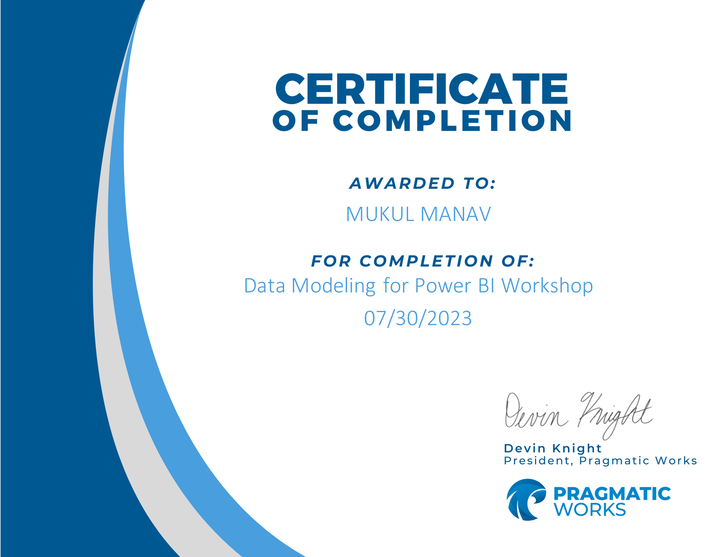 CERTIFICATE
OF COMPLETION
AWARDED TO:
MUKUL MANAV
FOR COMPLETION OF:
Data Modeling for Power BI Workshop
07/30/2023
Devin Knight
Devin Knight
President, Pragmatic Works
PRAGMATIC
WORKS